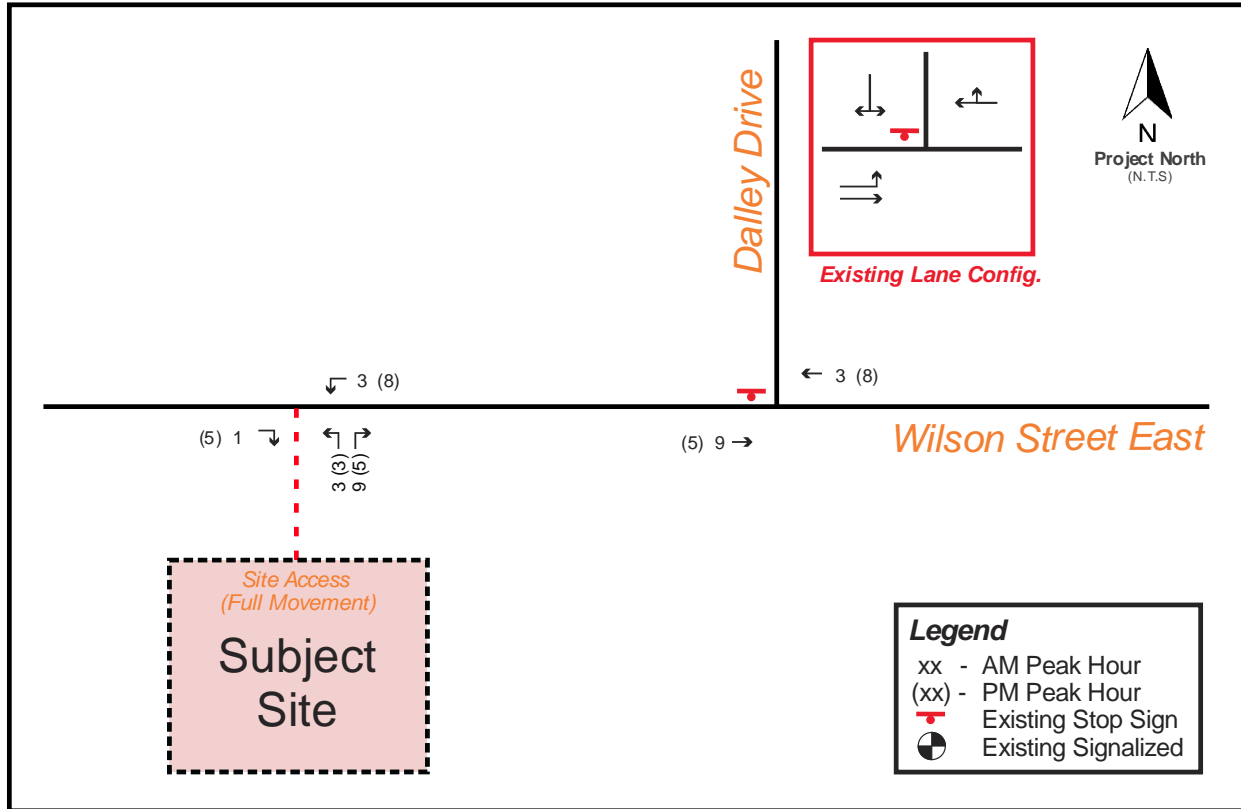 Dalley Drive
Existing Lane Config.
N
Project North
(N.T.S)
3 (8)
3 (8)
(5) 1
3 (3)
9 (5)
(5) 9
Wilson Street East
Site Access
(Full Movement)
Subject
Site
Legend
xx - AM Peak Hour
(xx) - PM Peak Hour
Existing Stop Sign
Existing Signalized